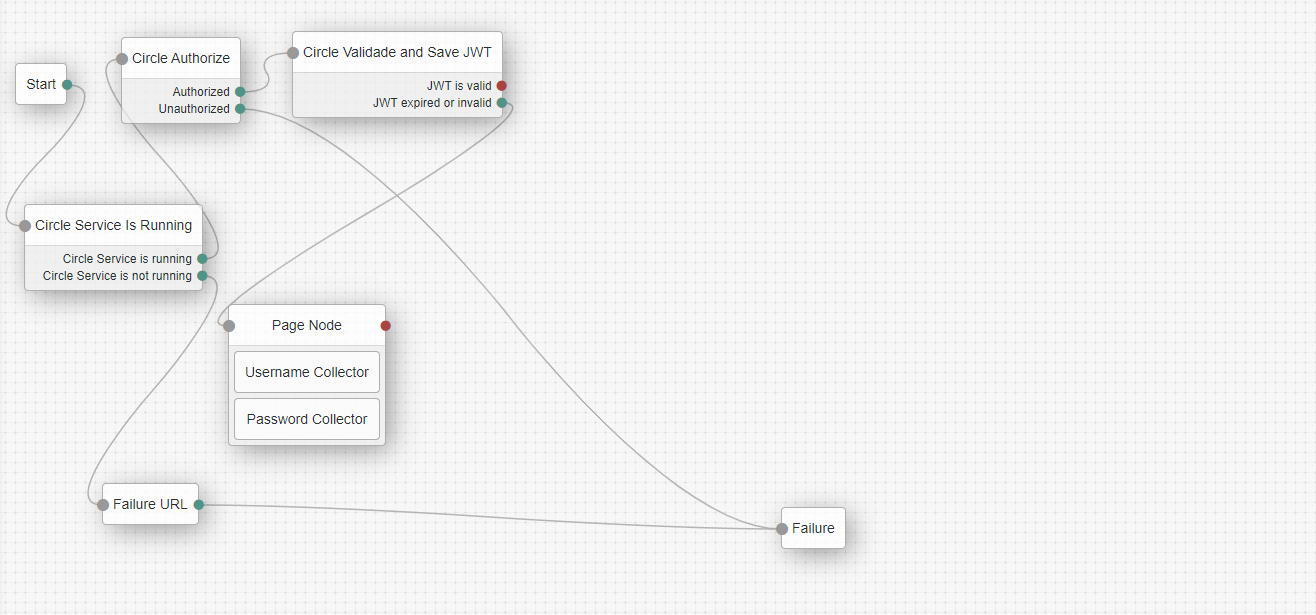 Start
Circle Authorize
Authorized
Unauthorized
Circle Validade and Save JWT
JWT is valid
JWT expired or invalid
Circle Service Is Running
Circle Service is running
Circle Service is not running
Page Node
Username Collector
Password Collector
Failure URL
Failure